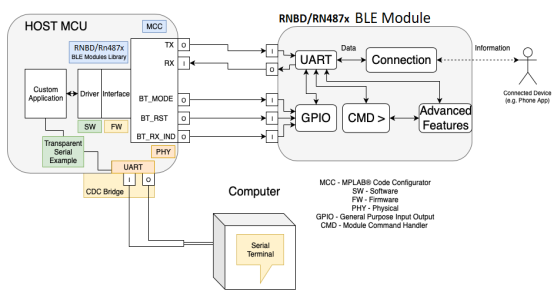 HOST MCU
MCC
RNBD/RN487x BLE Module
RNBD/RN487x
BLE Modules Library
TX
O
I
RX
I
O
UART
Data
Connection
Information
Connected Device
(e.g. Phone App)
Custom
Application
Driver
Interface
BT_MODE
O
I
BT_RST
O
I
BT_RX_IND
O
I
GPIO
CMD >
Advanced
Features
SW
FW
Transparent
Serial
Example
PHY
UART
I
O
CDC Bridge
Computer
Serial
Terminal
MCC - MPLAB® Code Configurator
SW - Software
FW - Firmware
PHY - Physical
GPIO - General Purpose Input Output
CMD - Module Command Handler